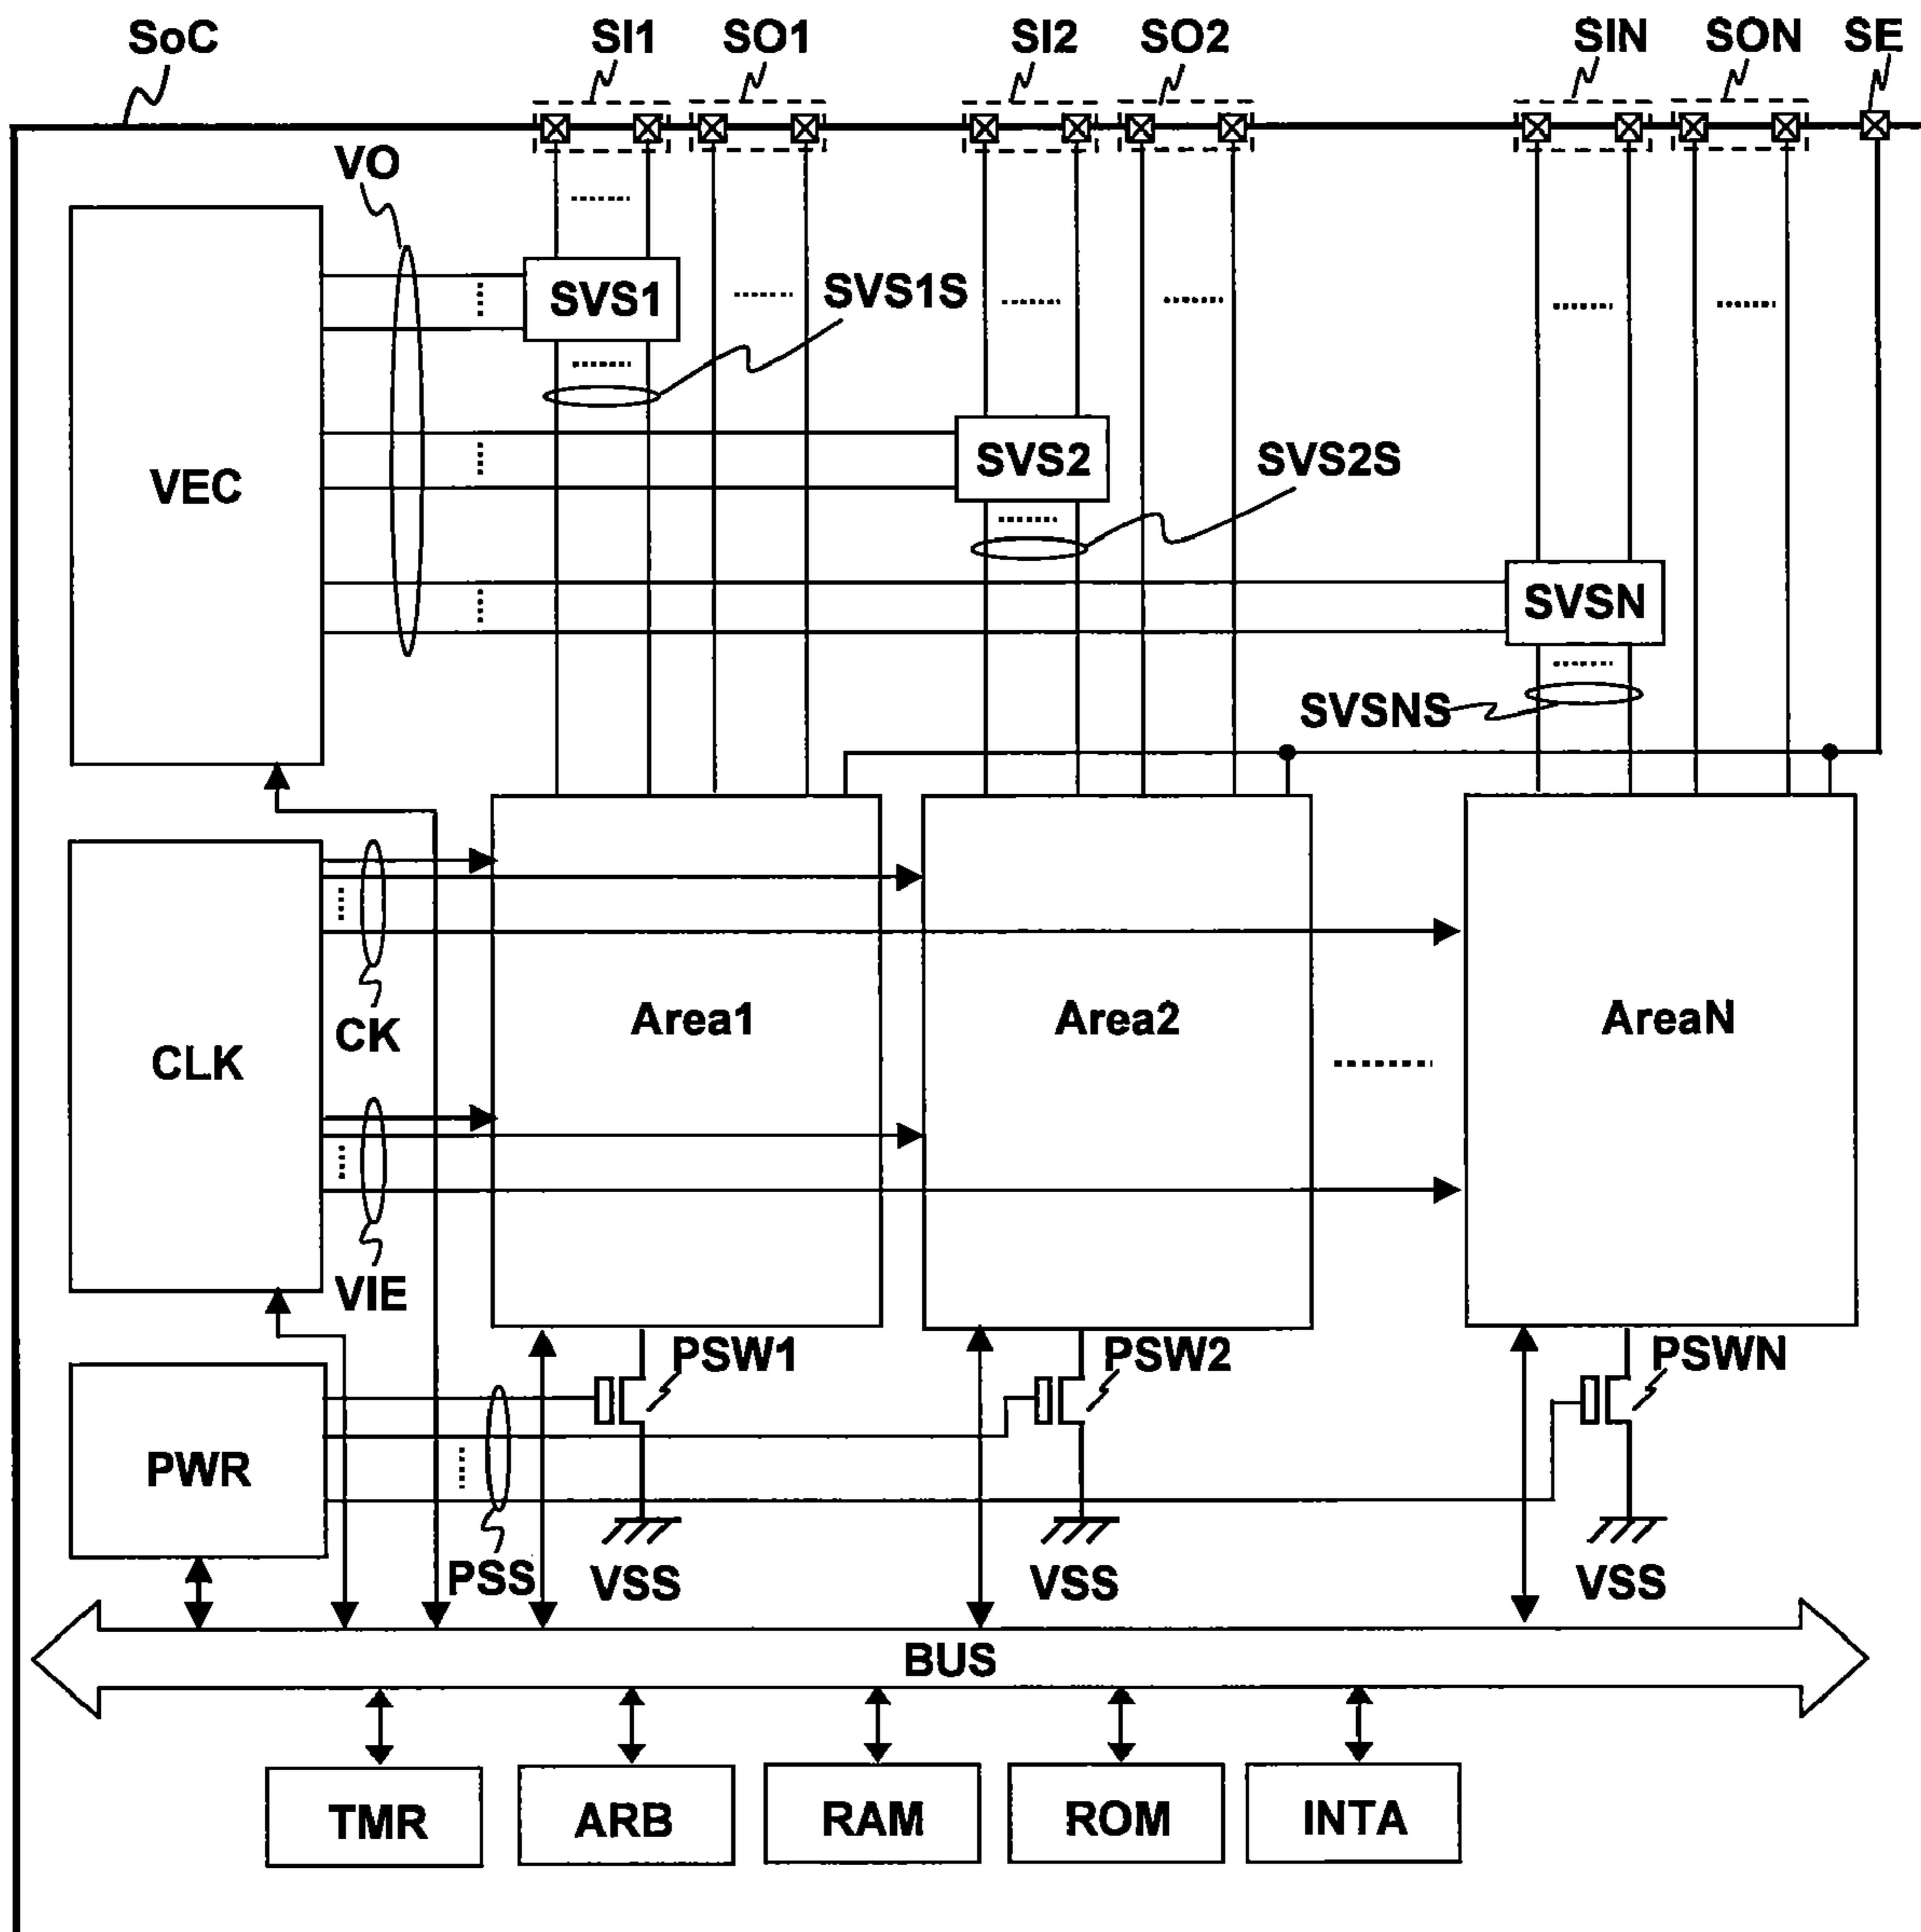 SoC SI1 SO1 SI2 SO2 SIN SON SE
VO
SVS1 SVS1S
VEC SVS2 SVS2S
SVSN
SVSNS
CK
CLK Area1 Area2 AreaN
VIE
PSW1 PSW2 PSWN
PWR
PSS VSS VSS VSS
BUS
TMR ARB RAM ROM INTA